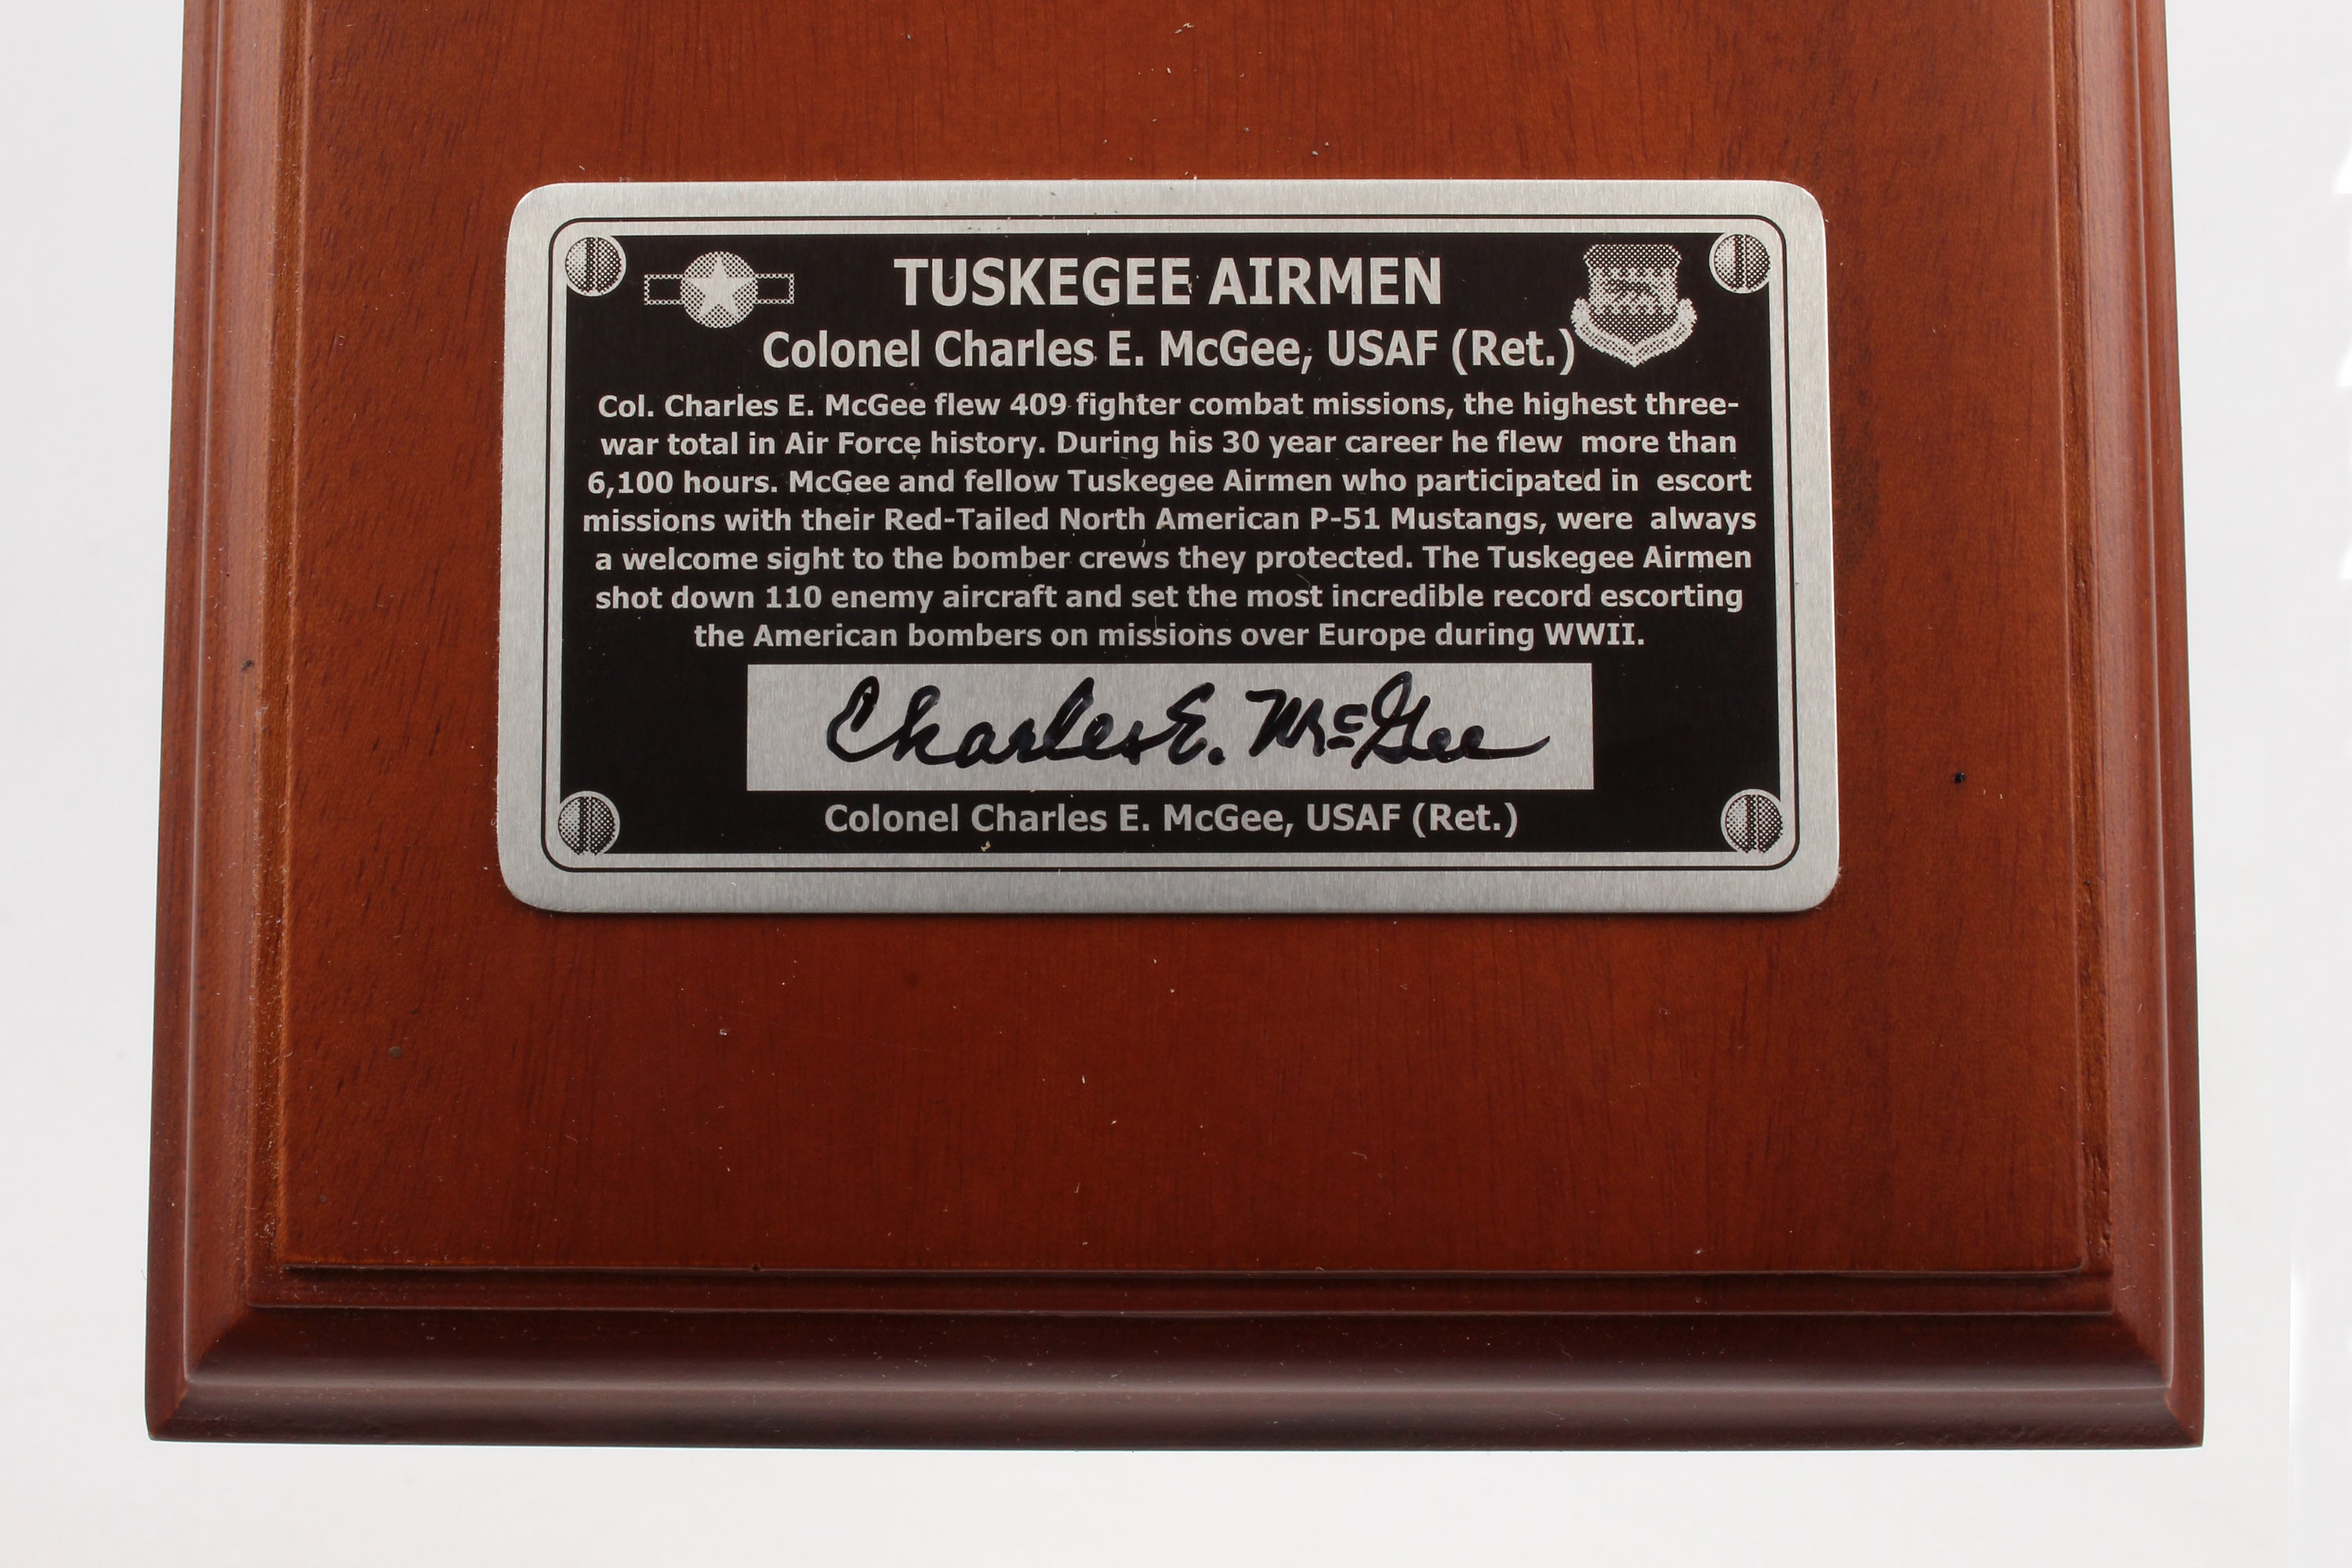 TUSKEGEE AIRMEN
Colonel Charles E. McGee, USAF (Ret.)
Col. Charles E. McGee flew 409 fighter combat missions, the highest three-
war total in Air Force history. During his 30 year career he flew more than
6,100 hours. McGee and fellow Tuskegee Airmen who participated in escort
missions with their Red-Tailed North American P-51 Mustangs, were always
a welcome sight to the bomber crews they protected. The Tuskegee Airmen
shot down 110 enemy aircraft and set the most incredible record escorting
the American bombers on missions over Europe during WWII.
Charles E. McGee
Colonel Charles E. McGee, USAF (Ret.)